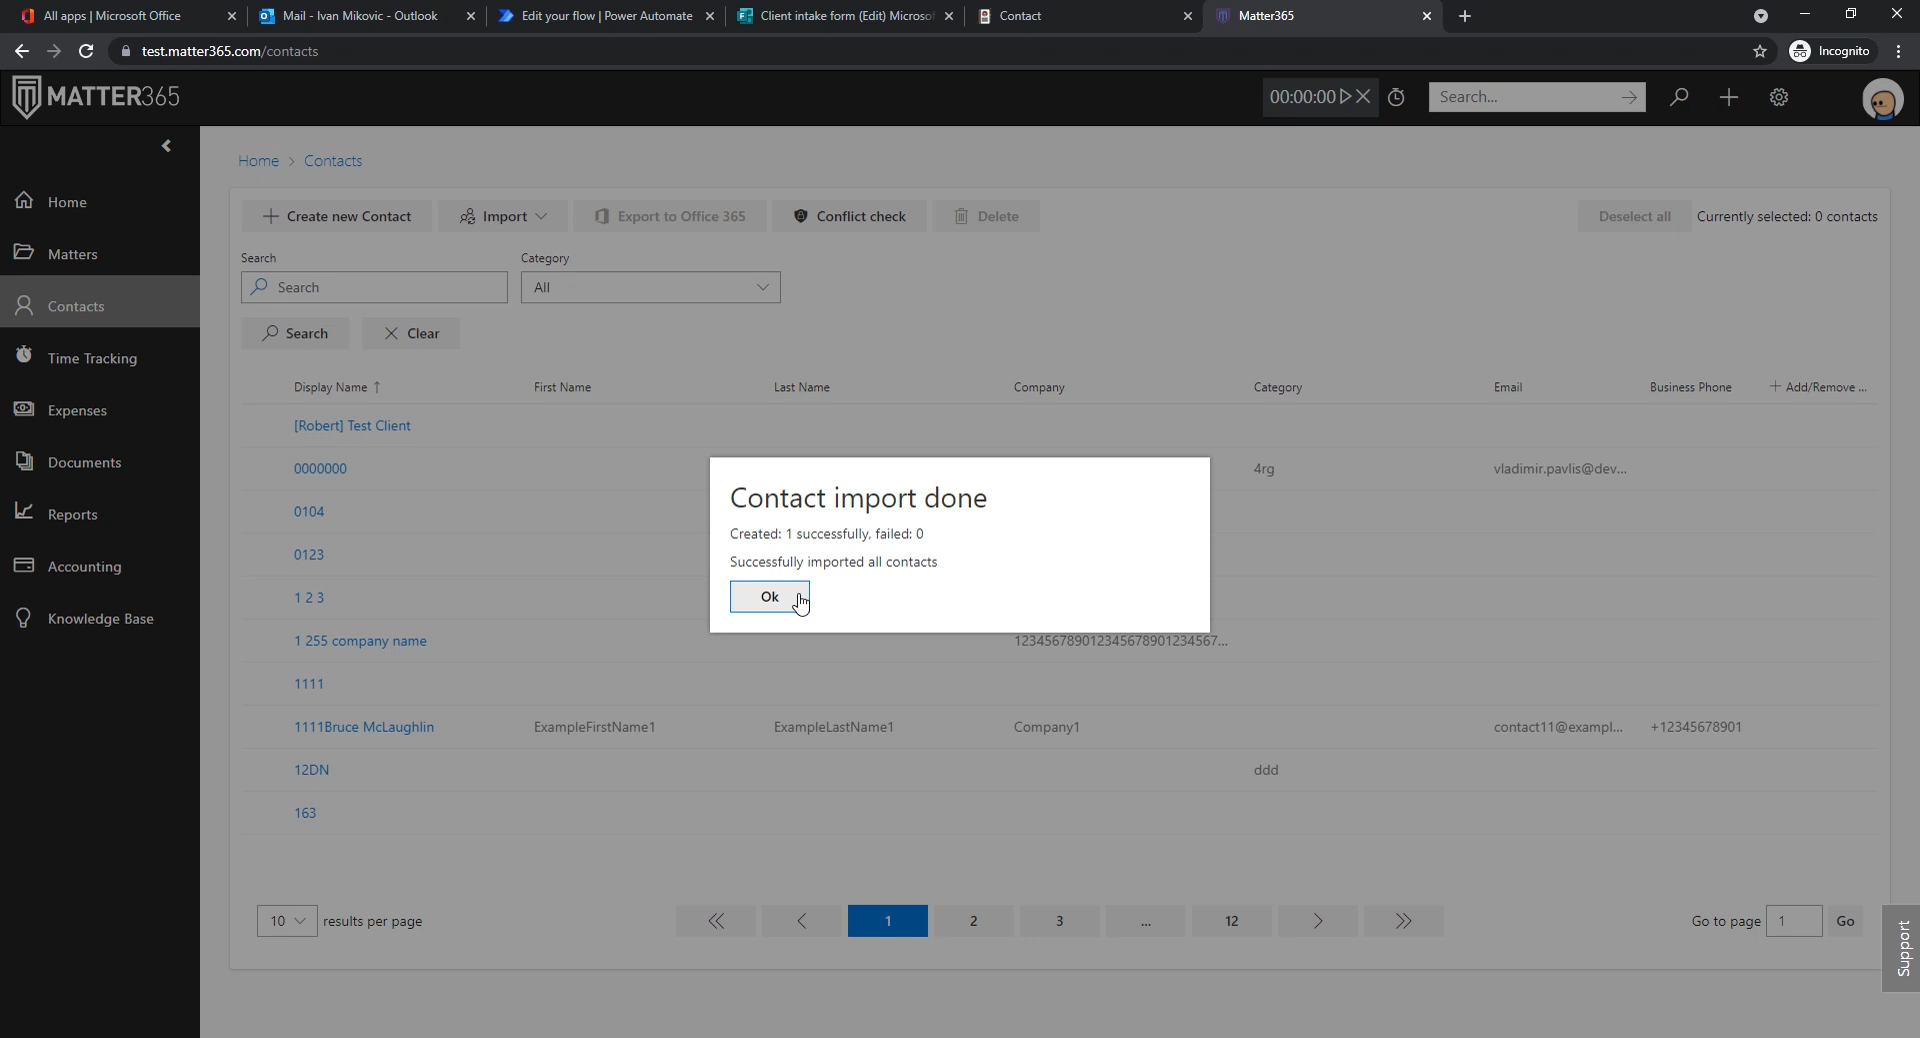 All apps | Microsoft Office
Mail - Ivan Mikovic - Outlook
Edit your flow | Power Automate
Client intake form (Edit) Microsof
Contact
Matter365
test.matter365.com/contacts
Incognito
MATTER365
00:00:00
Search...
Home > Contacts
Home
Matters
Contacts
Time Tracking
Expenses
Documents
Reports
Accounting
Knowledge Base
Create new Contact
Import
Export to Office 365
Conflict check
Delete
Deselect all
Currently selected: 0 contacts
Search
Category
Search
All
Search
Clear
Display Name ↑ First Name Last Name Company Category Email Business Phone + Add/Remove ...
[Robert] Test Client
0000000 4rg vladimir.pavlis@dev...
0104
0123
1 2 3
1 255 company name 123456789012345678901234567...
1111
1111Bruce McLaughlin ExampleFirstName1 ExampleLastName1 Company1 contact11@exampl... +12345678901
12DN ddd
163
Contact import done
Created: 1 successfully, failed: 0
Successfully imported all contacts
Ok
10 results per page
1 2 3 ... 12
Go to page 1 Go
Support